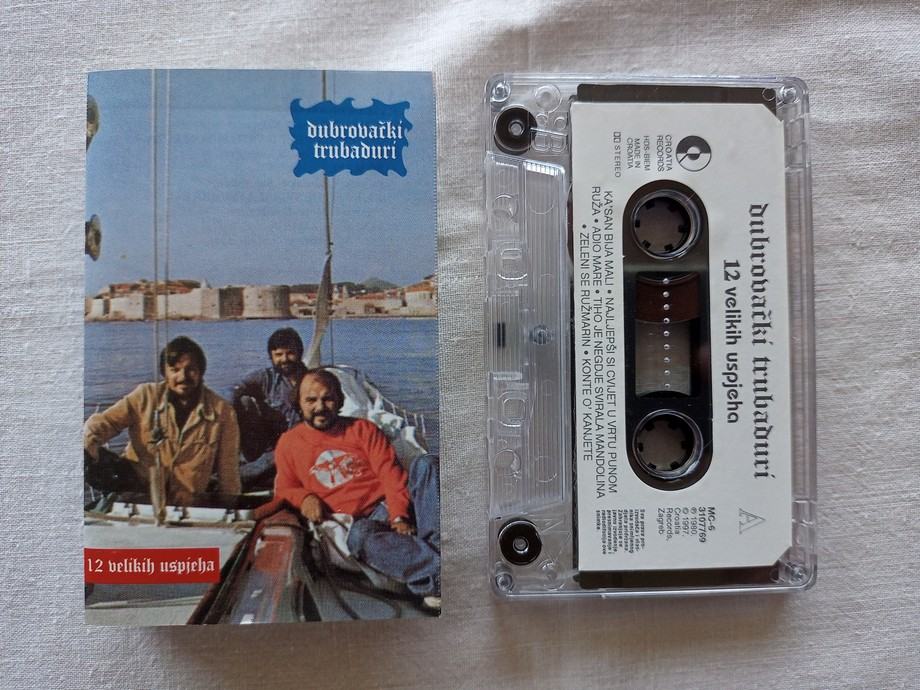 dubrovački
trubaduri
12 velikih uspjeha
dubrovački trubaduri
12 velikih uspjeha
CROATIA
RECORDS
HDS-BIEM
MADE IN
CROATIA
STEREO
KA'SAN BIJA MALI • NAJLJEPŠI SI CVIJET U VRTU PUNOM
RUŽA • ADIO MARE • TIHO JE NEGDJE SVIRALA MANDOLINA
• ZELENI SE RUŽMARIN • KONTE O' KANJETE
A
MC-6
3107769
℗ 1980.
© 1997.
Croatia
Records,
Zagreb